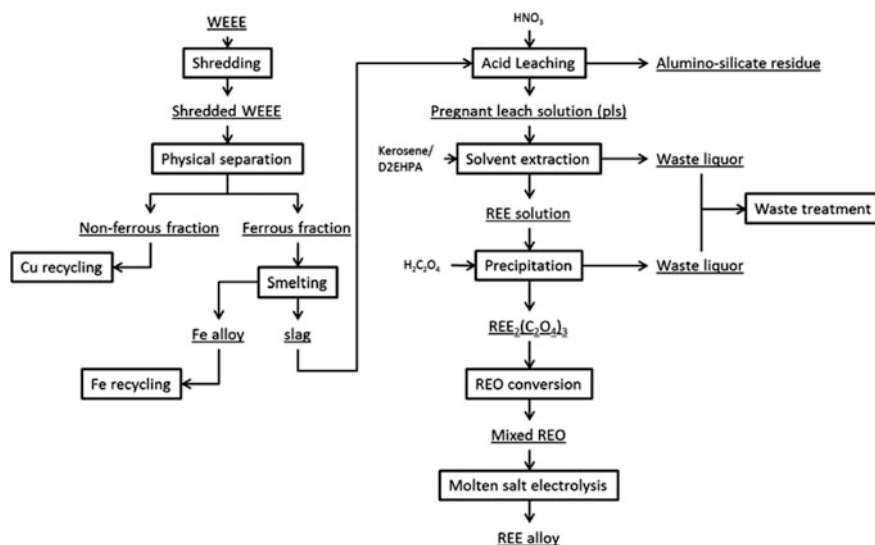 WEEE
Shredding
Shredded WEEE
Physical separation
Non-ferrous fraction
Ferrous fraction
Cu recycling
Smelting
Fe alloy
slag
Fe recycling
HNO₃
Acid Leaching
Alumino-silicate residue
Pregnant leach solution (pls)
Kerosene/
D2EHPA
Solvent extraction
Waste liquor
REE solution
Waste treatment
H₂C₂O₄
Precipitation
Waste liquor
REE₂(C₂O₄)₃
REO conversion
Mixed REO
Molten salt electrolysis
REE alloy